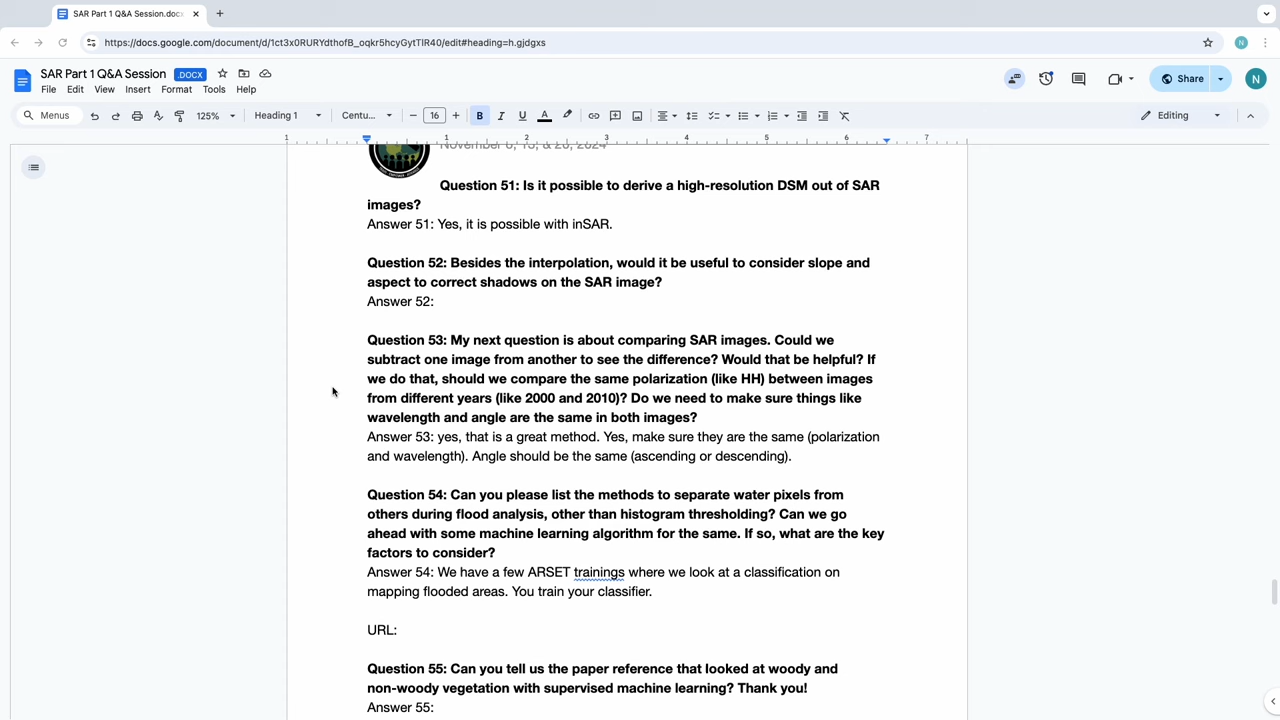 SAR Part 1 Q&A Session.docx
https://docs.google.com/document/d/1ct3x0RURYdthofB_oqkr5hcyGytTlR40/edit#heading=h.gjdgxs
N
SAR Part 1 Q&A Session .DOCX
Share
N
File Edit View Insert Format Tools Help
Menus 125% Heading 1 Centu... 16 B I U A Editing
1 1 2 3 4 5 6 7
Question 51: Is it possible to derive a high-resolution DSM out of SAR
images?
Answer 51: Yes, it is possible with inSAR.
Question 52: Besides the interpolation, would it be useful to consider slope and
aspect to correct shadows on the SAR image?
Answer 52:
Question 53: My next question is about comparing SAR images. Could we
subtract one image from another to see the difference? Would that be helpful? If
we do that, should we compare the same polarization (like HH) between images
from different years (like 2000 and 2010)? Do we need to make sure things like
wavelength and angle are the same in both images?
Answer 53: yes, that is a great method. Yes, make sure they are the same (polarization
and wavelength). Angle should be the same (ascending or descending).
Question 54: Can you please list the methods to separate water pixels from
others during flood analysis, other than histogram thresholding? Can we go
ahead with some machine learning algorithm for the same. If so, what are the key
factors to consider?
Answer 54: We have a few ARSET trainings where we look at a classification on
mapping flooded areas. You train your classifier.
URL:
Question 55: Can you tell us the paper reference that looked at woody and
non-woody vegetation with supervised machine learning? Thank you!
Answer 55: